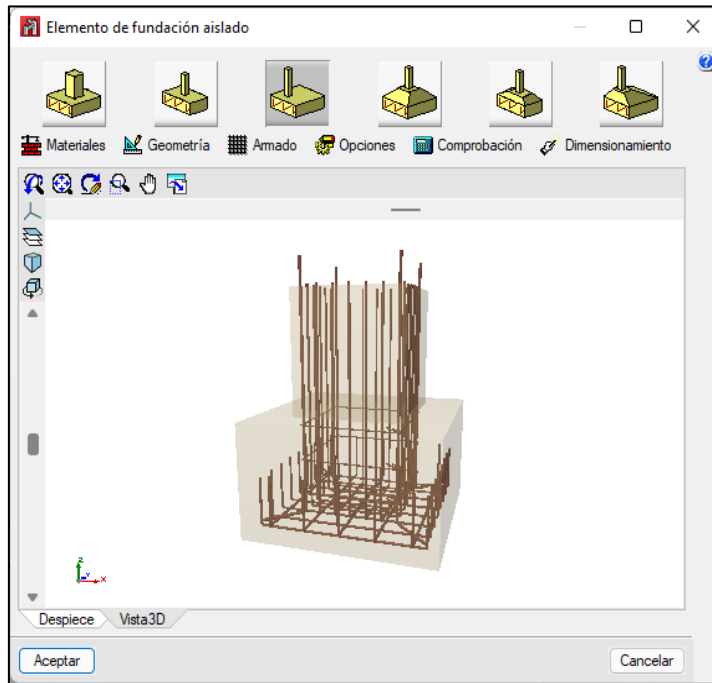 Elemento de fundación aislado
Materiales Geometría Armado Opciones Comprobación Dimensionamiento
z
Y
X
Despiece Vista3D
Aceptar Cancelar